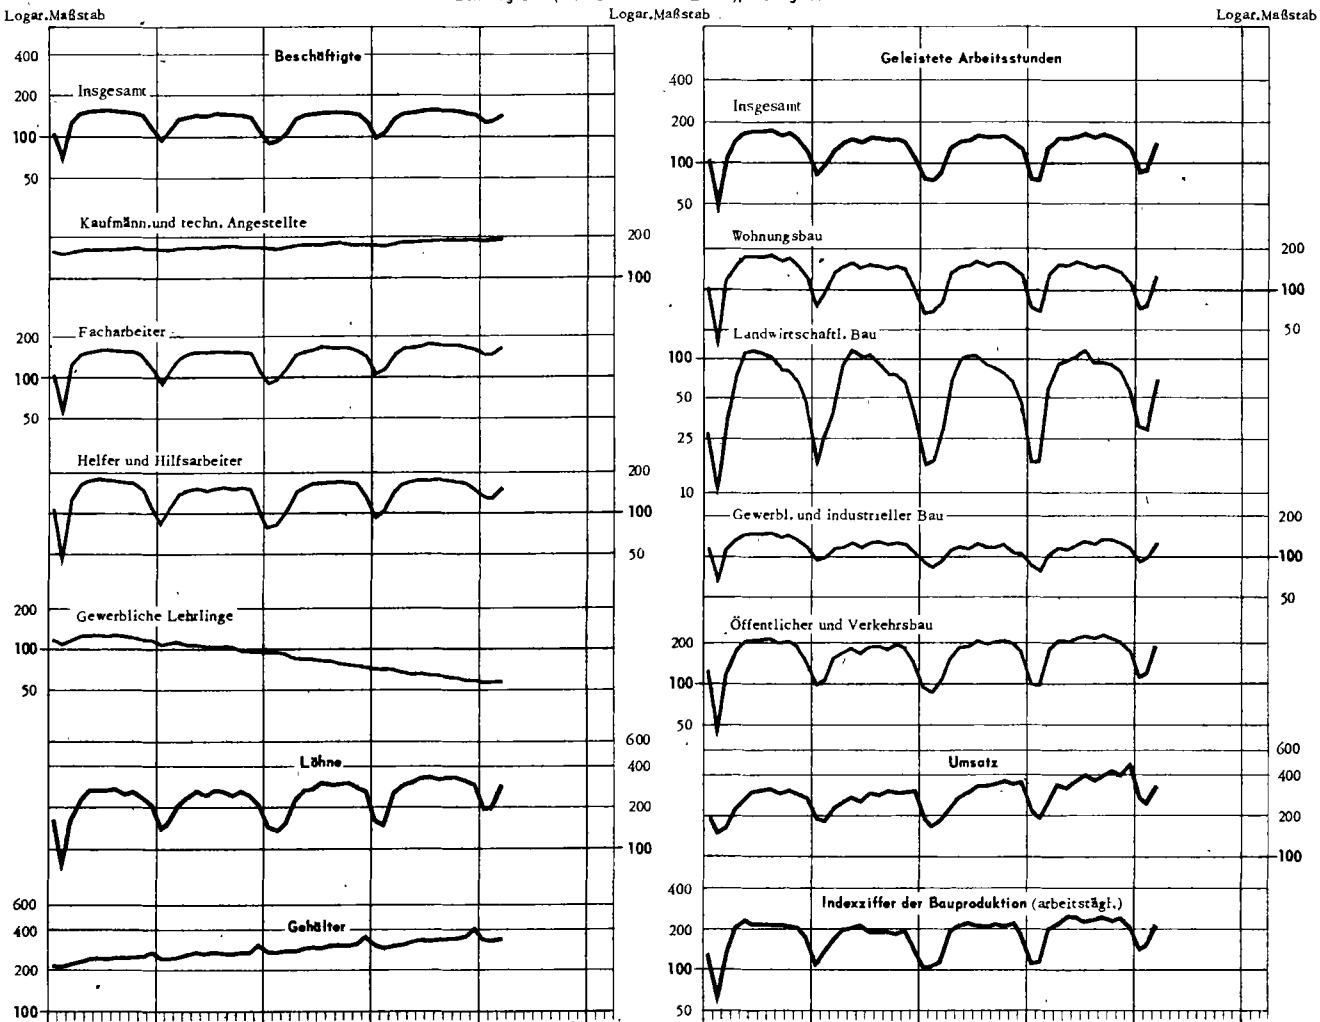 Logar.Maßstab
Logar.Maßstab
Logar.Maßstab
Beschäftigte
400
Insgesamt
200
100
50
Kaufmänn.und techn. Angestellte
200
100
Facharbeiter
200
100
50
Helfer und Hilfsarbeiter
200
100
50
Gewerbliche Lehrlinge
200
100
50
Löhne
600
400
200
100
Gehälter
600
400
200
100
Geleistete Arbeitsstunden
400
Insgesamt
200
100
50
Wohnungsbau
200
100
50
Landwirtschaftl. Bau
100
50
25
10
Gewerbl. und industrieller Bau
200
100
50
Öffentlicher und Verkehrsbau
200
100
50
Umsatz
600
400
200
100
Indexziffer der Bauproduktion (arbeitstägl.)
400
200
100
50